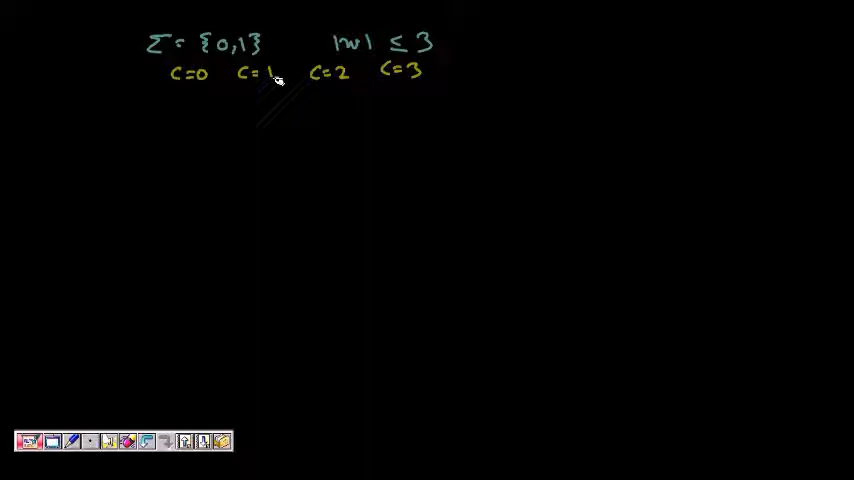 Σ = {0,1} |w| ≤ 3
C=0 C=1 C=2 C=3